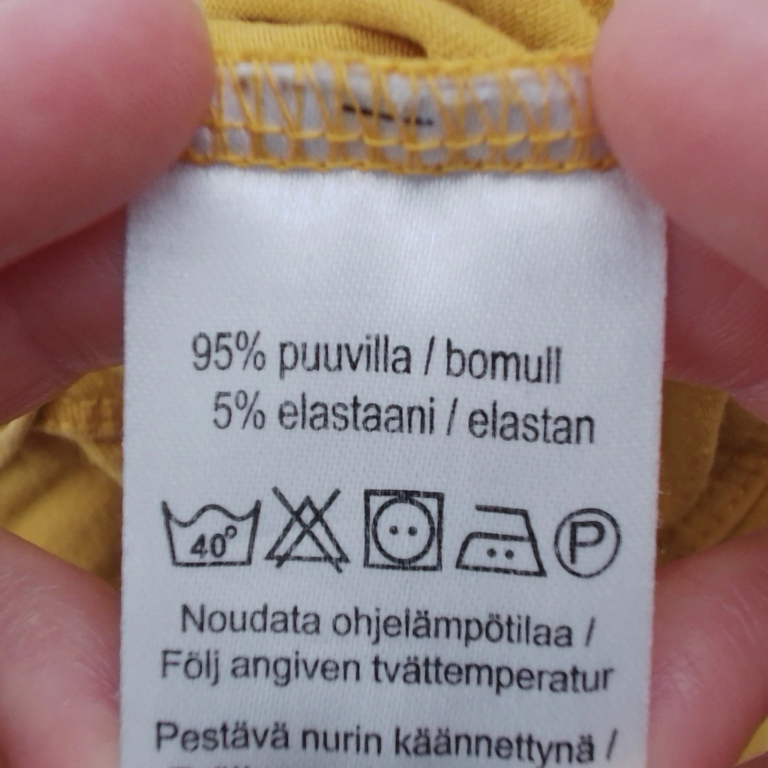 95% puuvilla / bomull
5% elastaani / elastan
40° P
Noudata ohjelämpötilaa /
Följ angiven tvättemperatur
Pestävä nurin käännettynä /